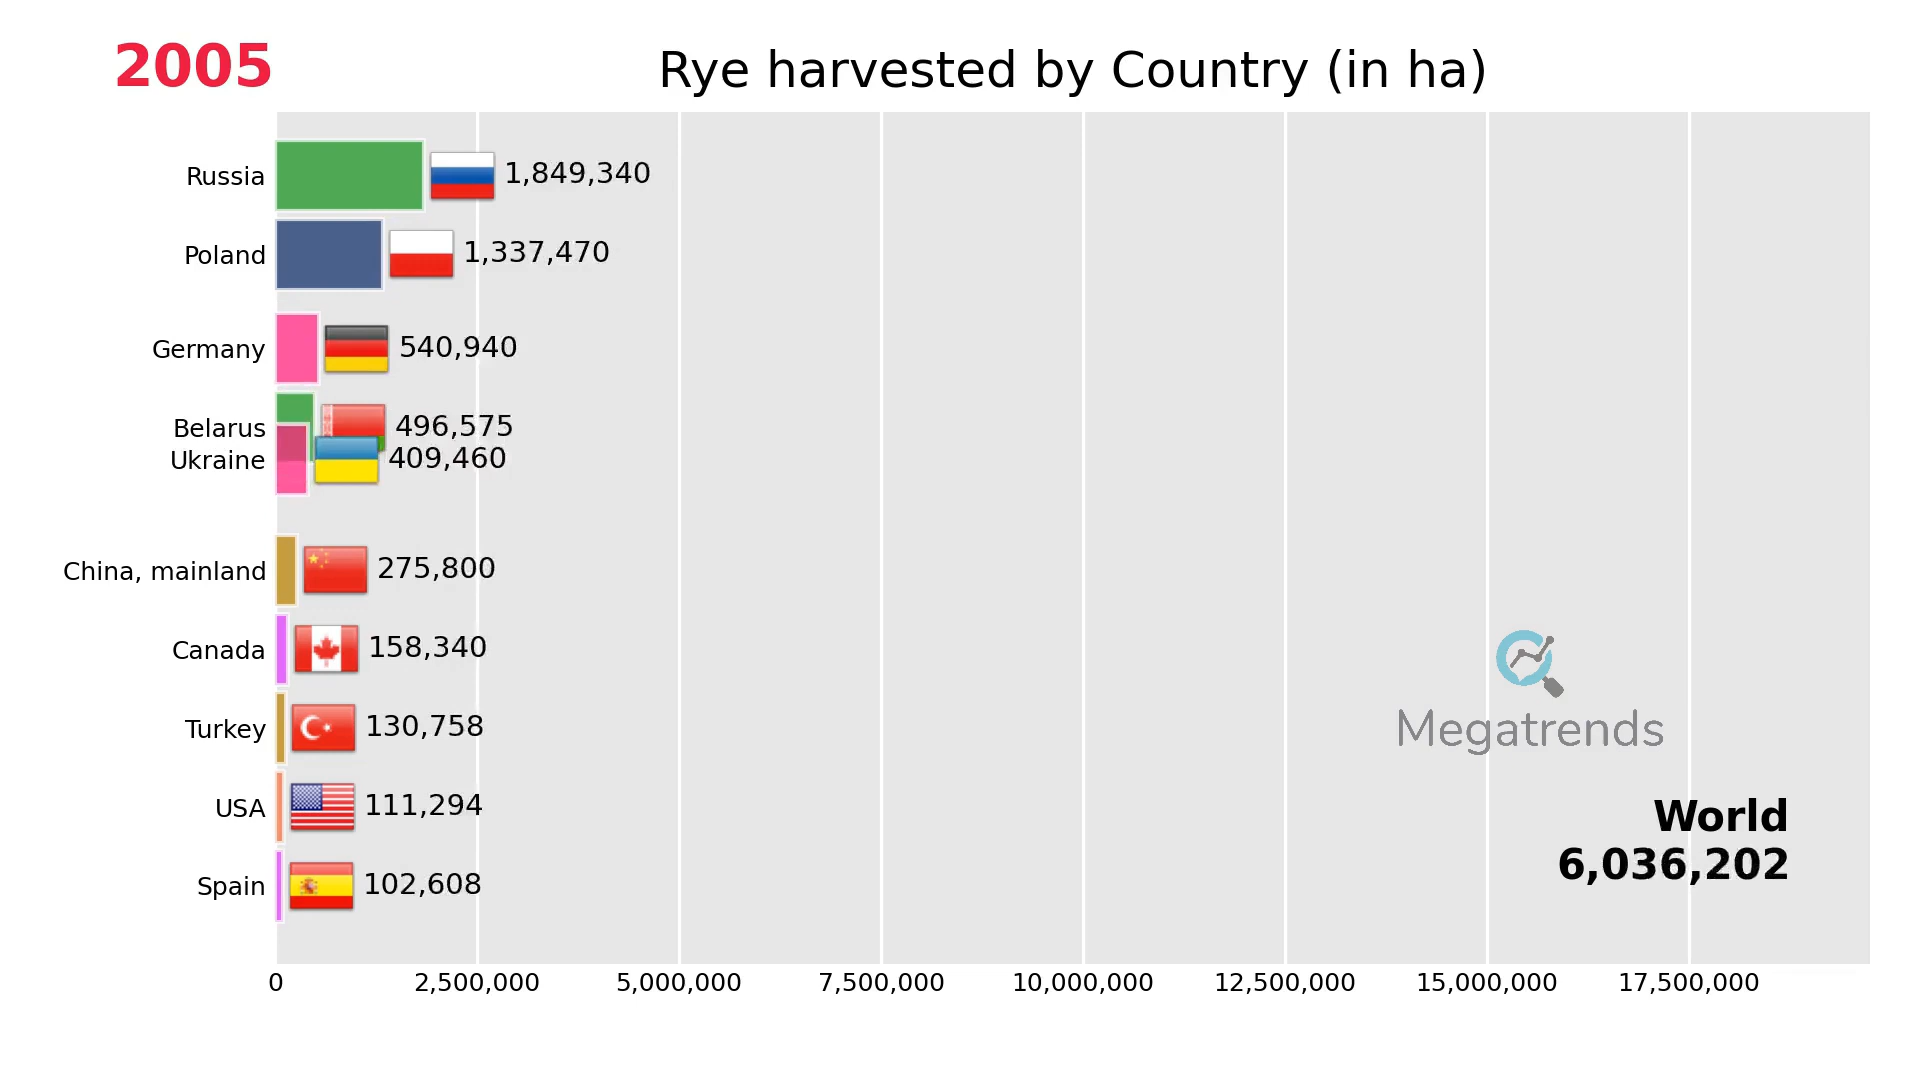 2005
Rye harvested by Country (in ha)
Russia 1,849,340
Poland 1,337,470
Germany 540,940
Belarus 496,575
Ukraine 409,460
China, mainland 275,800
Canada 158,340
Turkey 130,758
USA 111,294
Spain 102,608
Megatrends
World
6,036,202
0 2,500,000 5,000,000 7,500,000 10,000,000 12,500,000 15,000,000 17,500,000